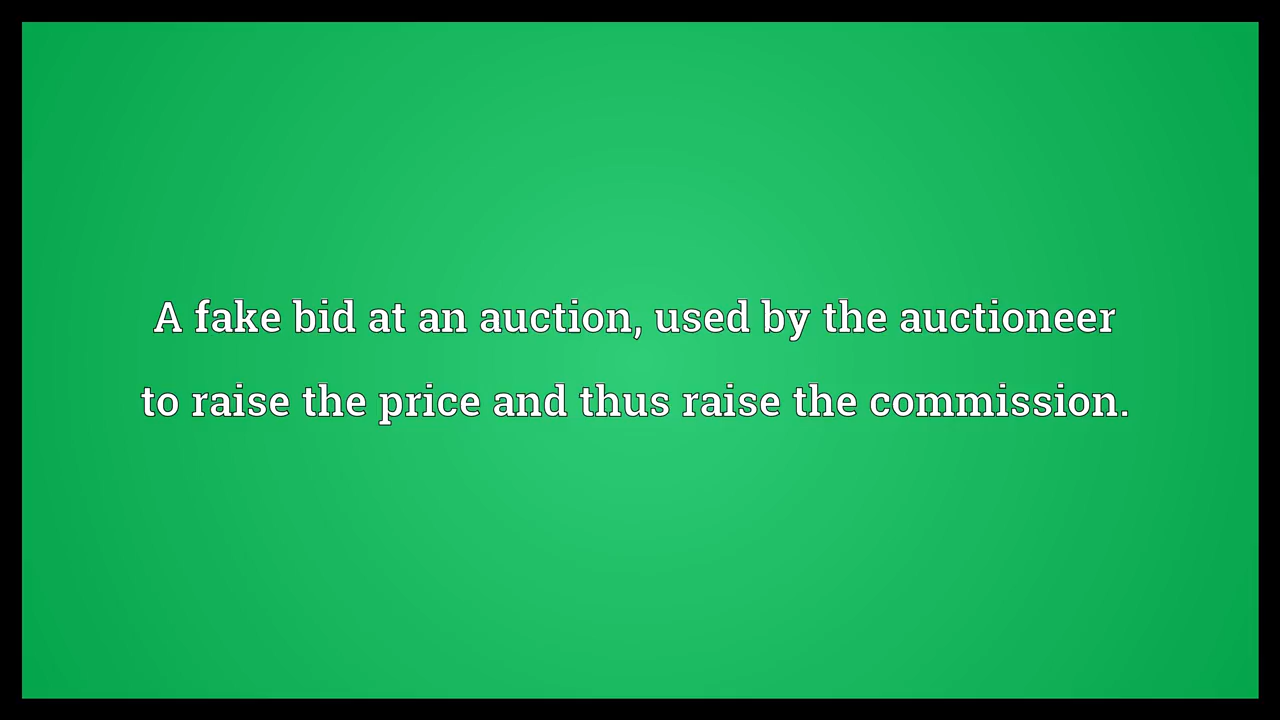 A fake bid at an auction, used by the auctioneer
to raise the price and thus raise the commission.